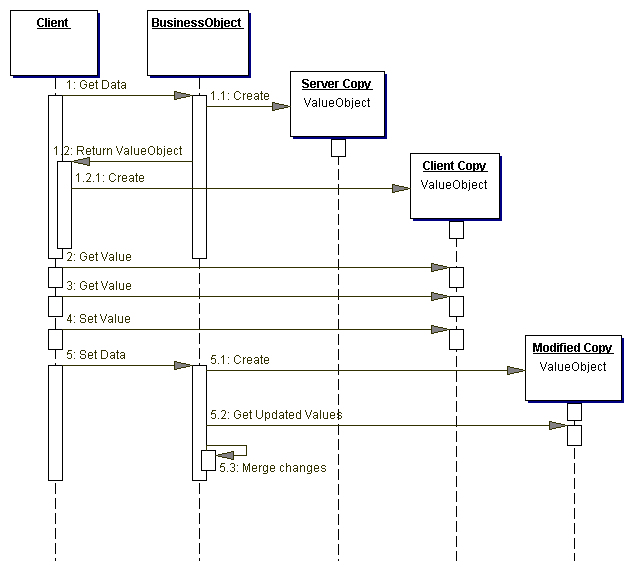 Client
BusinessObject
Server Copy
ValueObject
1: Get Data
1.1: Create
1.2: Return ValueObject
Client Copy
ValueObject
1.2.1: Create
2: Get Value
3: Get Value
4: Set Value
Modified Copy
ValueObject
5: Set Data
5.1: Create
5.2: Get Updated Values
5.3: Merge changes